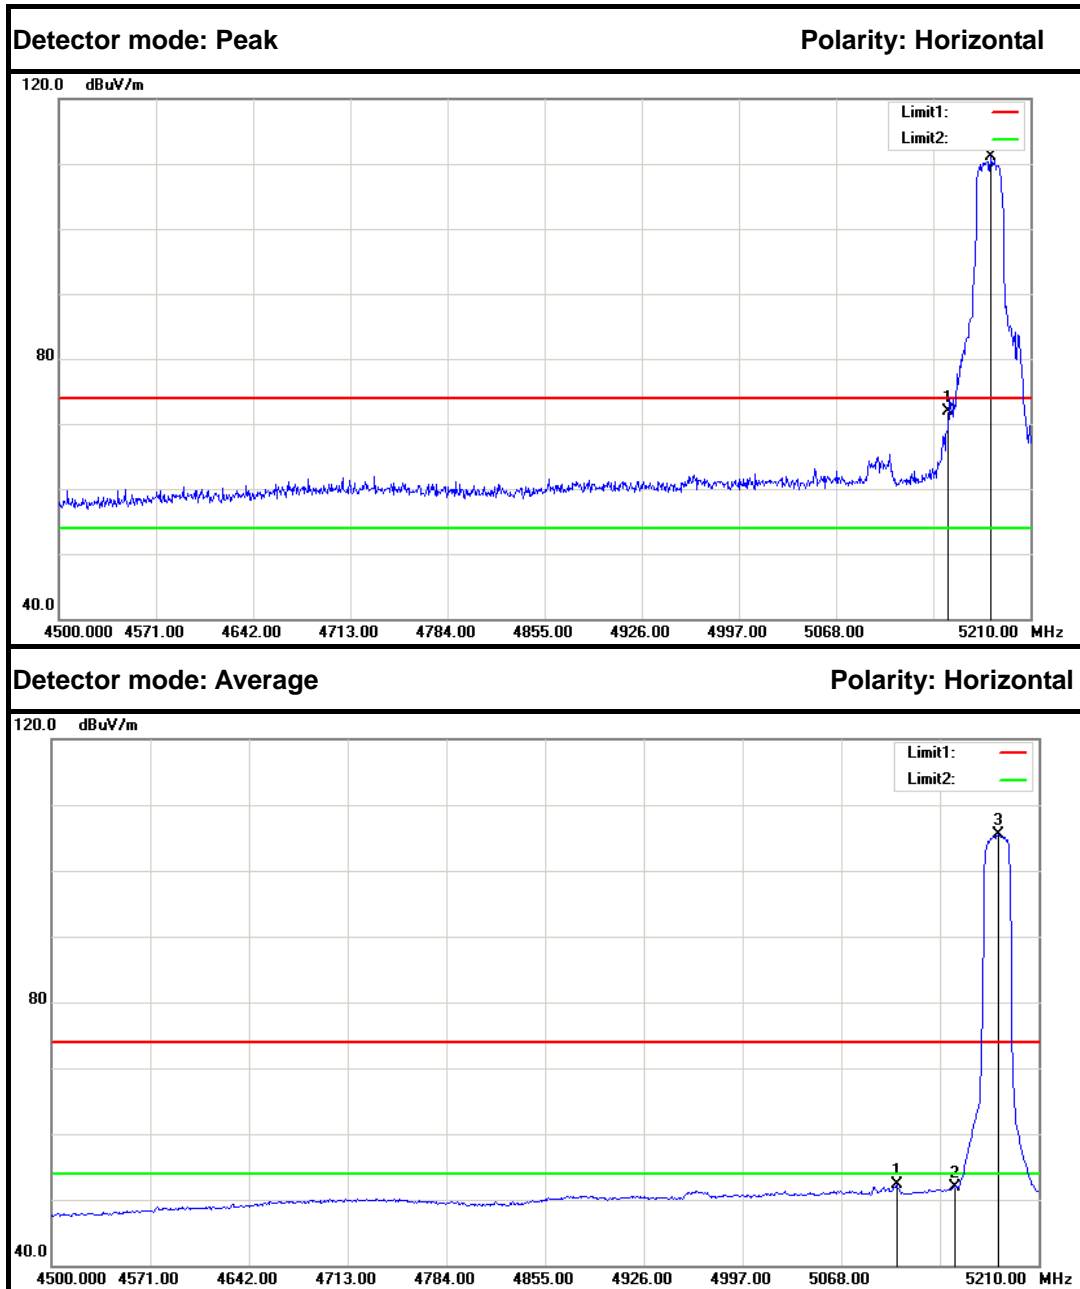 Detector mode: Peak Polarity: Horizontal
120.0 dBuV/m
Limit1:
Limit2:
80
1
40.0
4500.000 4571.00 4642.00 4713.00 4784.00 4855.00 4926.00 4997.00 5068.00 5210.00 MHz
Detector mode: Average Polarity: Horizontal
120.0 dBuV/m
Limit1:
Limit2:
3
80
1
2
40.0
4500.000 4571.00 4642.00 4713.00 4784.00 4855.00 4926.00 4997.00 5068.00 5210.00 MHz